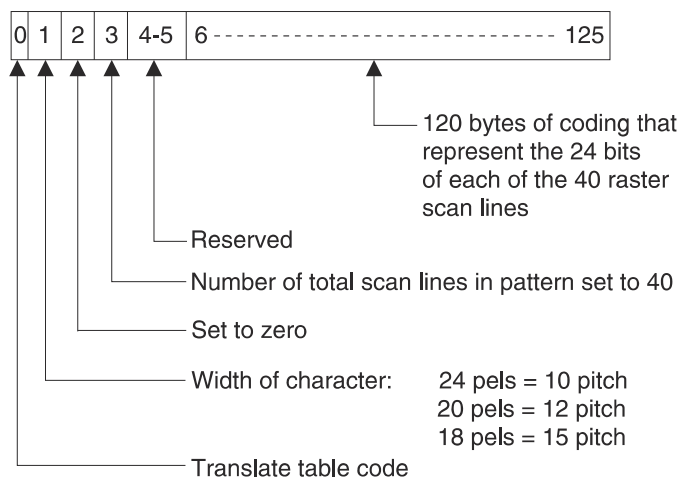 0 1 2 3 4-5 6 ------------------------------ 125
120 bytes of coding that
represent the 24 bits
of each of the 40 raster
scan lines
Reserved
Number of total scan lines in pattern set to 40
Set to zero
Width of character: 24 pels = 10 pitch
20 pels = 12 pitch
18 pels = 15 pitch
Translate table code